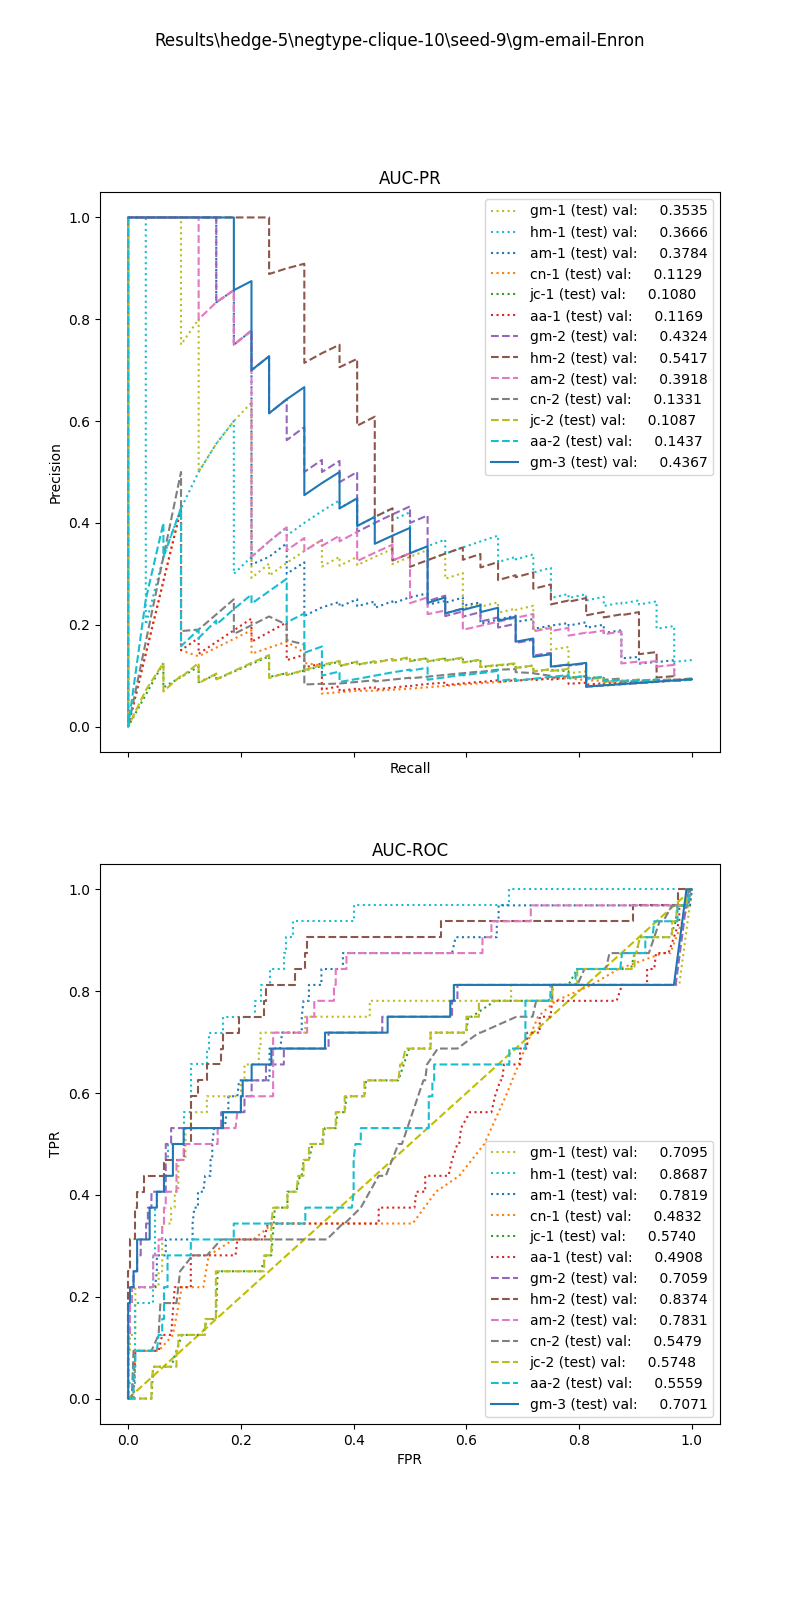 Results\hedge-5\negtype-clique-10\seed-9\gm-email-Enron
AUC-PR
1.0
0.8
0.6
0.4
0.2
0.0
Precision
Recall
gm-1 (test) val: 0.3535
hm-1 (test) val: 0.3666
am-1 (test) val: 0.3784
cn-1 (test) val: 0.1129
jc-1 (test) val: 0.1080
aa-1 (test) val: 0.1169
gm-2 (test) val: 0.4324
hm-2 (test) val: 0.5417
am-2 (test) val: 0.3918
cn-2 (test) val: 0.1331
jc-2 (test) val: 0.1087
aa-2 (test) val: 0.1437
gm-3 (test) val: 0.4367
AUC-ROC
1.0
0.8
0.6
0.4
0.2
0.0
TPR
0.0 0.2 0.4 0.6 0.8 1.0
FPR
gm-1 (test) val: 0.7095
hm-1 (test) val: 0.8687
am-1 (test) val: 0.7819
cn-1 (test) val: 0.4832
jc-1 (test) val: 0.5740
aa-1 (test) val: 0.4908
gm-2 (test) val: 0.7059
hm-2 (test) val: 0.8374
am-2 (test) val: 0.7831
cn-2 (test) val: 0.5479
jc-2 (test) val: 0.5748
aa-2 (test) val: 0.5559
gm-3 (test) val: 0.7071